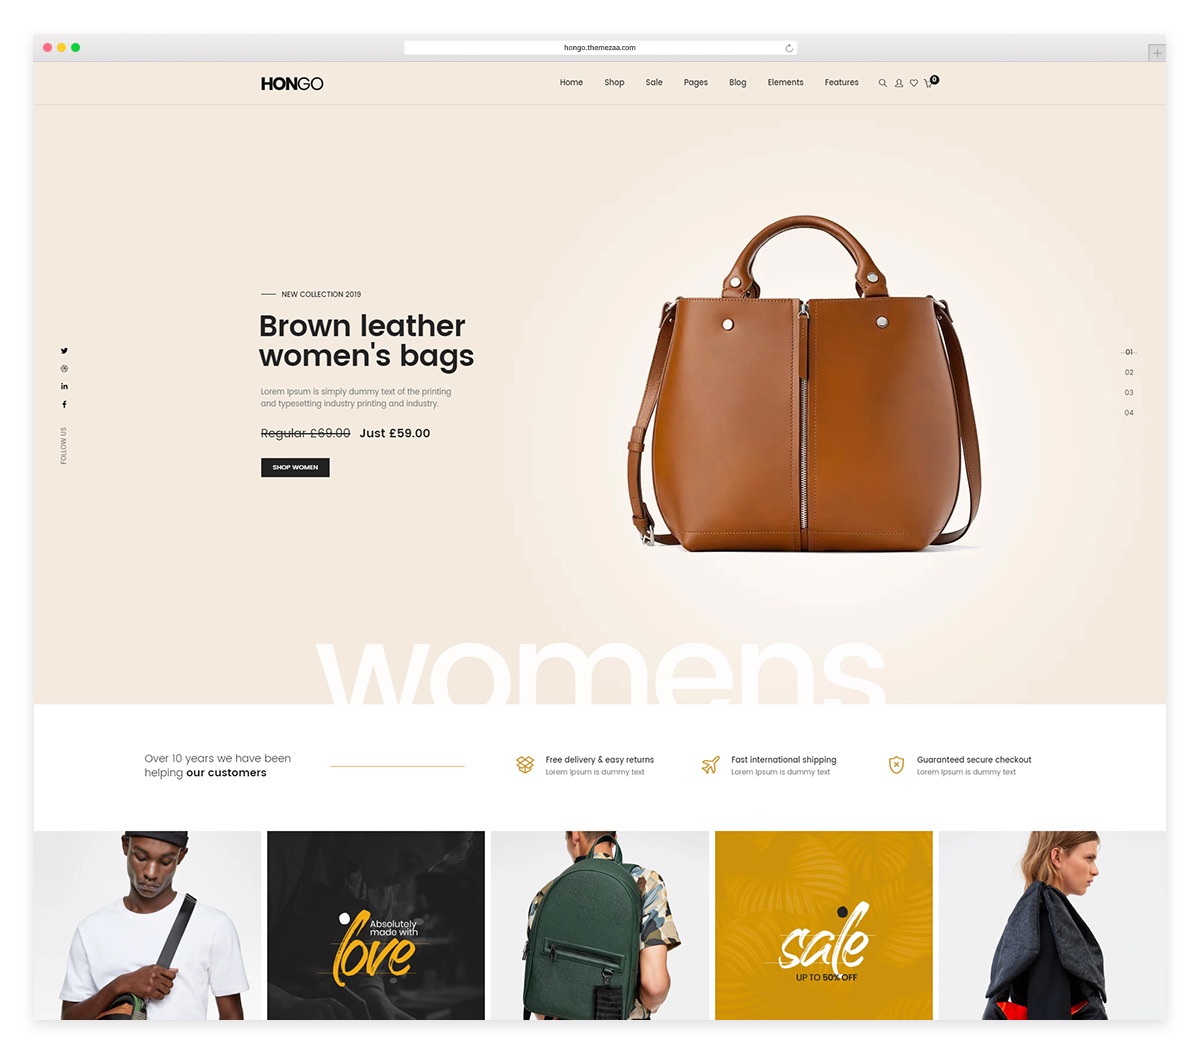 hongo.themezaa.com
HONGO
Home Shop Sale Pages Blog Elements Features
0
NEW COLLECTION 2019
Brown leather
women's bags
Lorem Ipsum is simply dummy text of the printing
and typesetting industry printing and industry.
Regular £69.00 Just £59.00
SHOP WOMEN
FOLLOW US
01
02
03
04
womens
Over 10 years we have been
helping our customers
Free delivery & easy returns
Lorem Ipsum is dummy text
Fast international shipping
Lorem Ipsum is dummy text
Guaranteed secure checkout
Lorem Ipsum is dummy text
Absolutely
made with
love
sale
UP TO 50% OFF